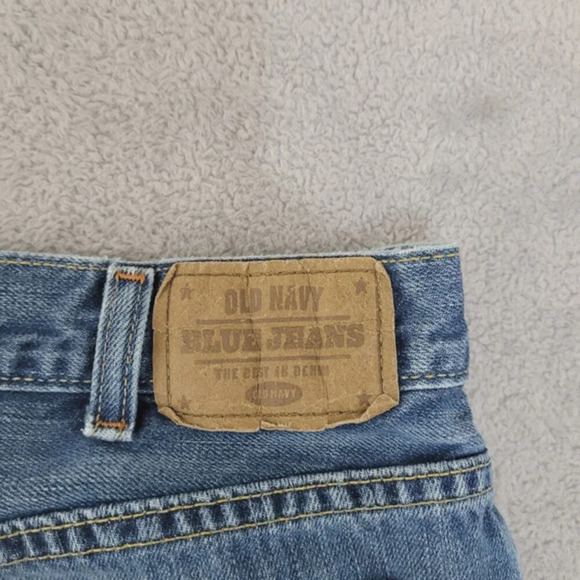 OLD NAVY
BLUE JEANS
THE BEST IN DENIM
OLD NAVY